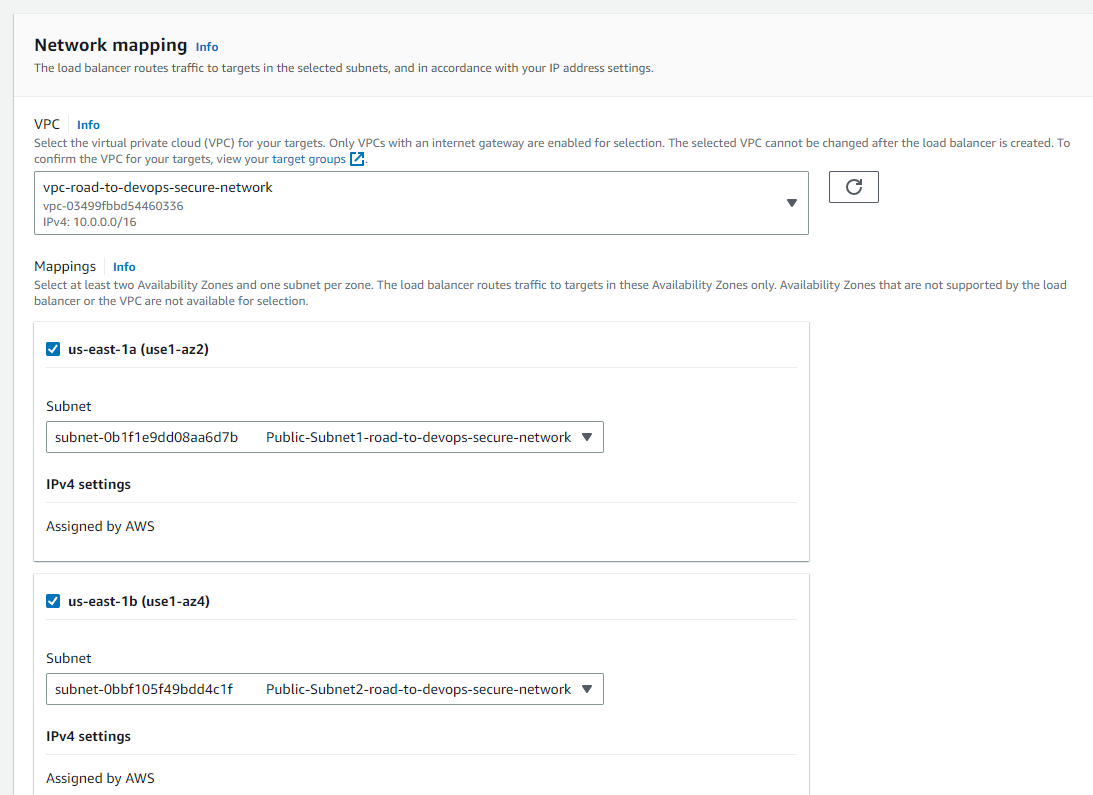 Network mapping Info
The load balancer routes traffic to targets in the selected subnets, and in accordance with your IP address settings.
VPC Info
Select the virtual private cloud (VPC) for your targets. Only VPCs with an internet gateway are enabled for selection. The selected VPC cannot be changed after the load balancer is created. To
confirm the VPC for your targets, view your target groups.
vpc-road-to-devops-secure-network
vpc-03499fbbd54460336
IPv4: 10.0.0.0/16
Mappings Info
Select at least two Availability Zones and one subnet per zone. The load balancer routes traffic to targets in these Availability Zones only. Availability Zones that are not supported by the load
balancer or the VPC are not available for selection.
us-east-1a (use1-az2)
Subnet
subnet-0b1f1e9dd08aa6d7b Public-Subnet1-road-to-devops-secure-network
IPv4 settings
Assigned by AWS
us-east-1b (use1-az4)
Subnet
subnet-0bbf105f49bdd4c1f Public-Subnet2-road-to-devops-secure-network
IPv4 settings
Assigned by AWS